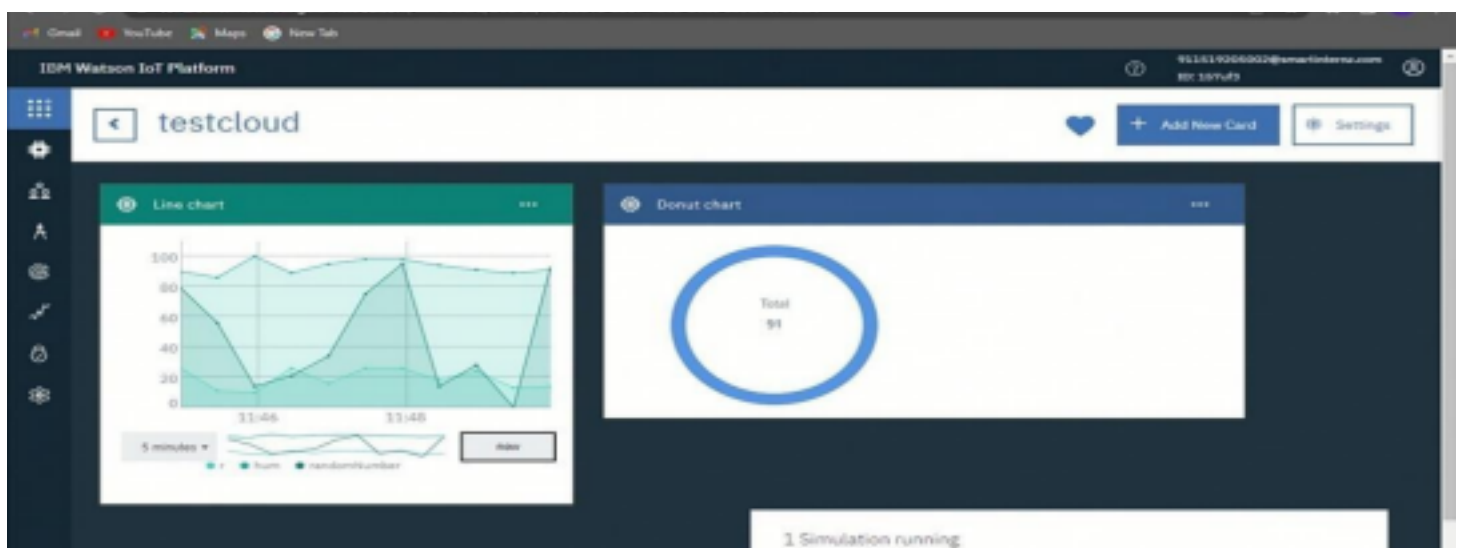 Gmail YouTube Maps New Tab
IBM Watson IoT Platform
testcloud
+ Add New Card
Settings
Line chart
100
80
60
40
20
0
11:46 11:48
5 minutes
r hum randomNumber
Donut chart
Total
91
1 Simulation running